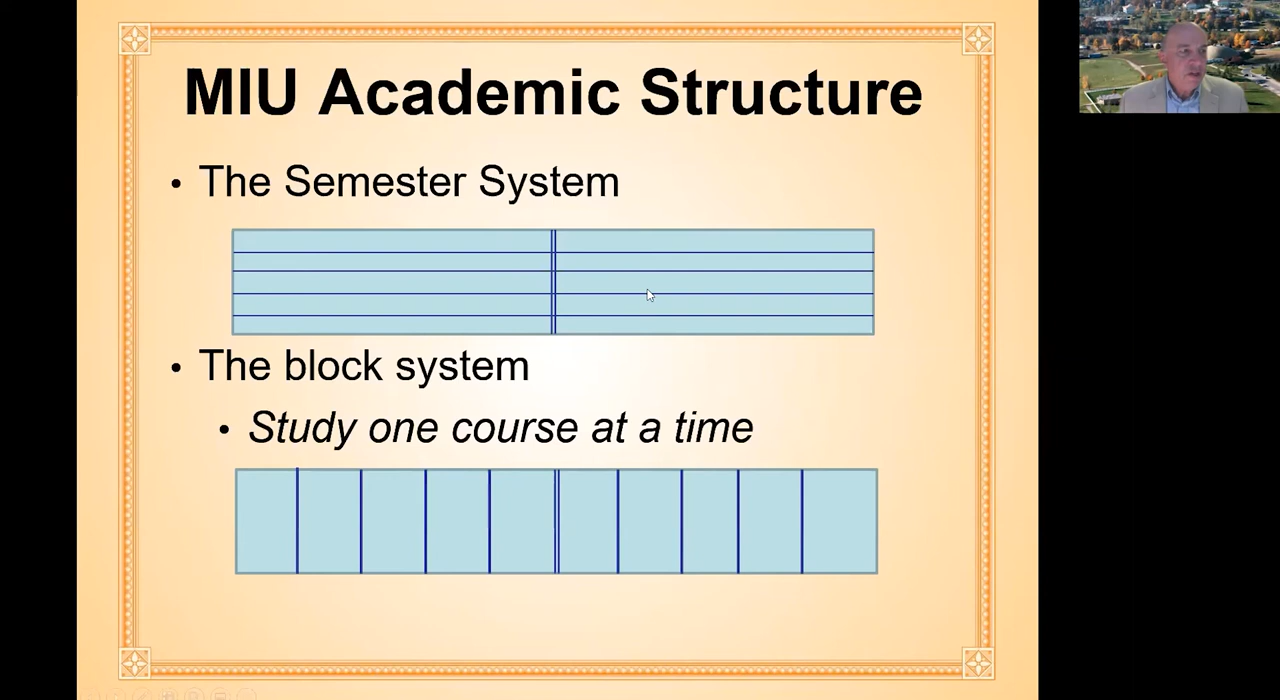 MIU Academic Structure
• The Semester System
• The block system
• Study one course at a time